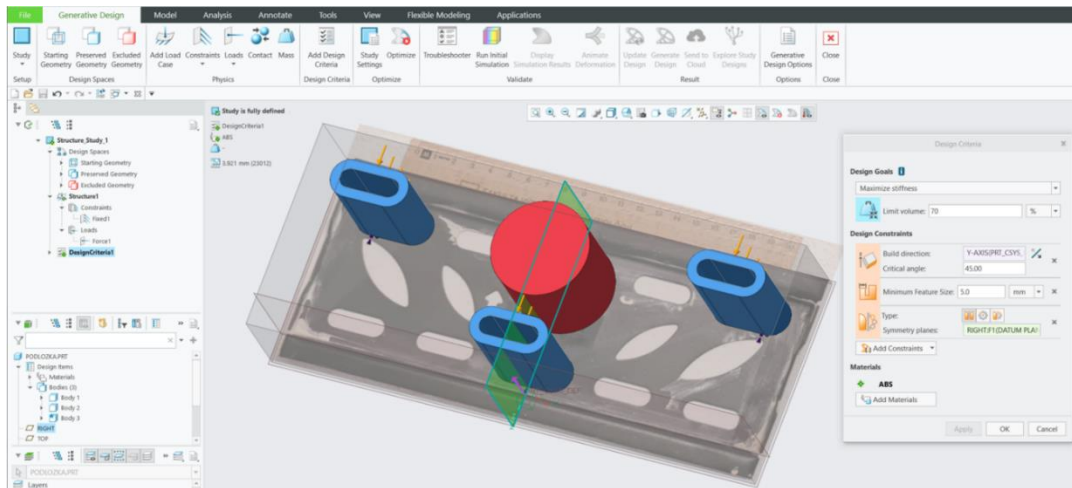 File Generative Design Model Analysis Annotate Tools View Flexible Modeling Applications
Study Starting Geometry Preserved Geometry Excluded Geometry Add Load Case Constraints Loads Contact Mass Add Design Criteria Study Settings Optimize Troubleshooter Run Initial Simulation Display Simulation Results Animate Deformation Update Design Generate Design Send to Cloud Explore Study Designs Generative Design Options Close
Setup Design Spaces Physics Design Criteria Optimize Validate Result Options Close
Study is fully defined
DesignCriteria1
ABS
-
3.921 mm (23012)
Structure_Study_1
Design Spaces
Starting Geometry
Preserved Geometry
Excluded Geometry
Structure1
Constraints
Fixed1
Loads
Force1
DesignCriteria1
PODLOZKA.PRT
Design Items
Materials
Bodies (3)
Body 1
Body 2
Body 3
RIGHT
TOP
PODLOZKA.PRT
Layers
Design Criteria
Design Goals
Maximize stiffness
Limit volume: 70 %
Design Constraints
Build direction: Y-AXIS(PRT_CSYS
Critical angle: 45.00
Minimum Feature Size: 5.0 mm
Type:
Symmetry planes: RIGHT:F1(DATUM PLA
Add Constraints
Materials
ABS
Add Materials
Apply OK Cancel